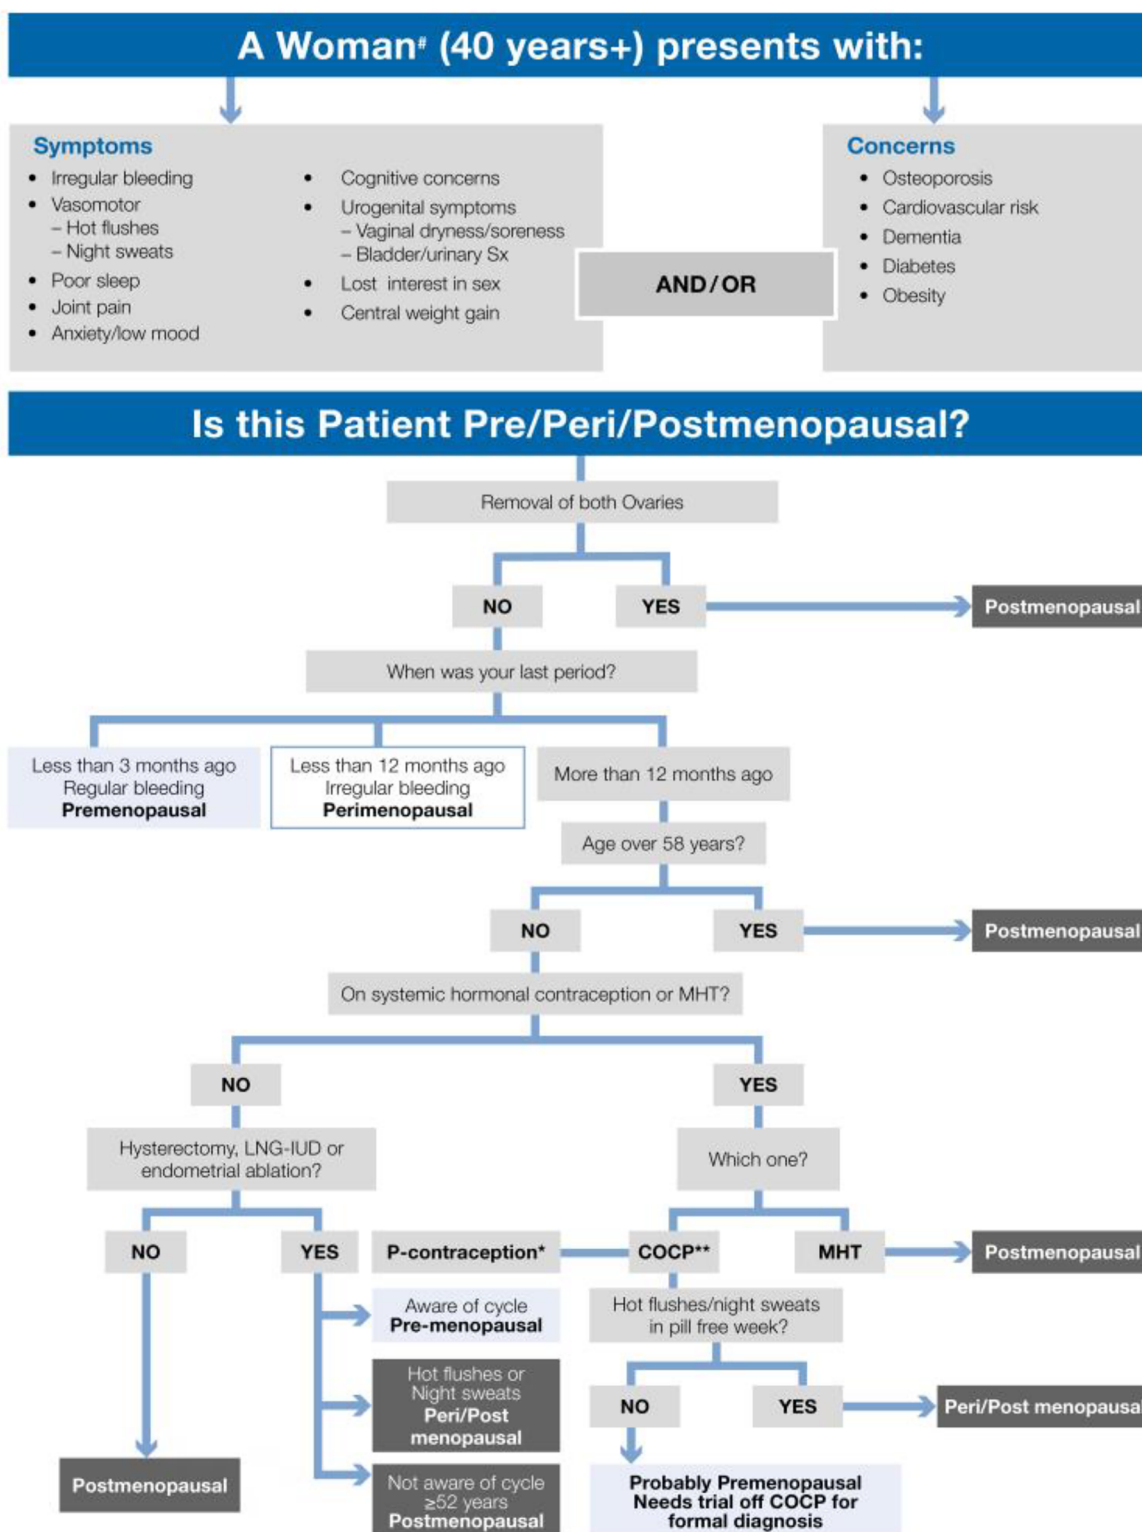 A Woman# (40 years+) presents with:
Symptoms
• Irregular bleeding
• Vasomotor
– Hot flushes
– Night sweats
• Poor sleep
• Joint pain
• Anxiety/low mood
• Cognitive concerns
• Urogenital symptoms
– Vaginal dryness/soreness
– Bladder/urinary Sx
• Lost interest in sex
• Central weight gain
AND/OR
Concerns
• Osteoporosis
• Cardiovascular risk
• Dementia
• Diabetes
• Obesity
Is this Patient Pre/Peri/Postmenopausal?
Removal of both Ovaries
NO
YES
Postmenopausal
When was your last period?
Less than 3 months ago
Regular bleeding
Premenopausal
Less than 12 months ago
Irregular bleeding
Perimenopausal
More than 12 months ago
Age over 58 years?
NO
YES
Postmenopausal
On systemic hormonal contraception or MHT?
NO
YES
Hysterectomy, LNG-IUD or
endometrial ablation?
Which one?
NO
YES
P-contraception*
COCP**
MHT
Postmenopausal
Aware of cycle
Pre-menopausal
Hot flushes or
Night sweats
Peri/Post
menopausal
Not aware of cycle
≥52 years
Postmenopausal
Hot flushes/night sweats
in pill free week?
NO
YES
Peri/Post menopausal
Postmenopausal
Probably Premenopausal
Needs trial off COCP for
formal diagnosis